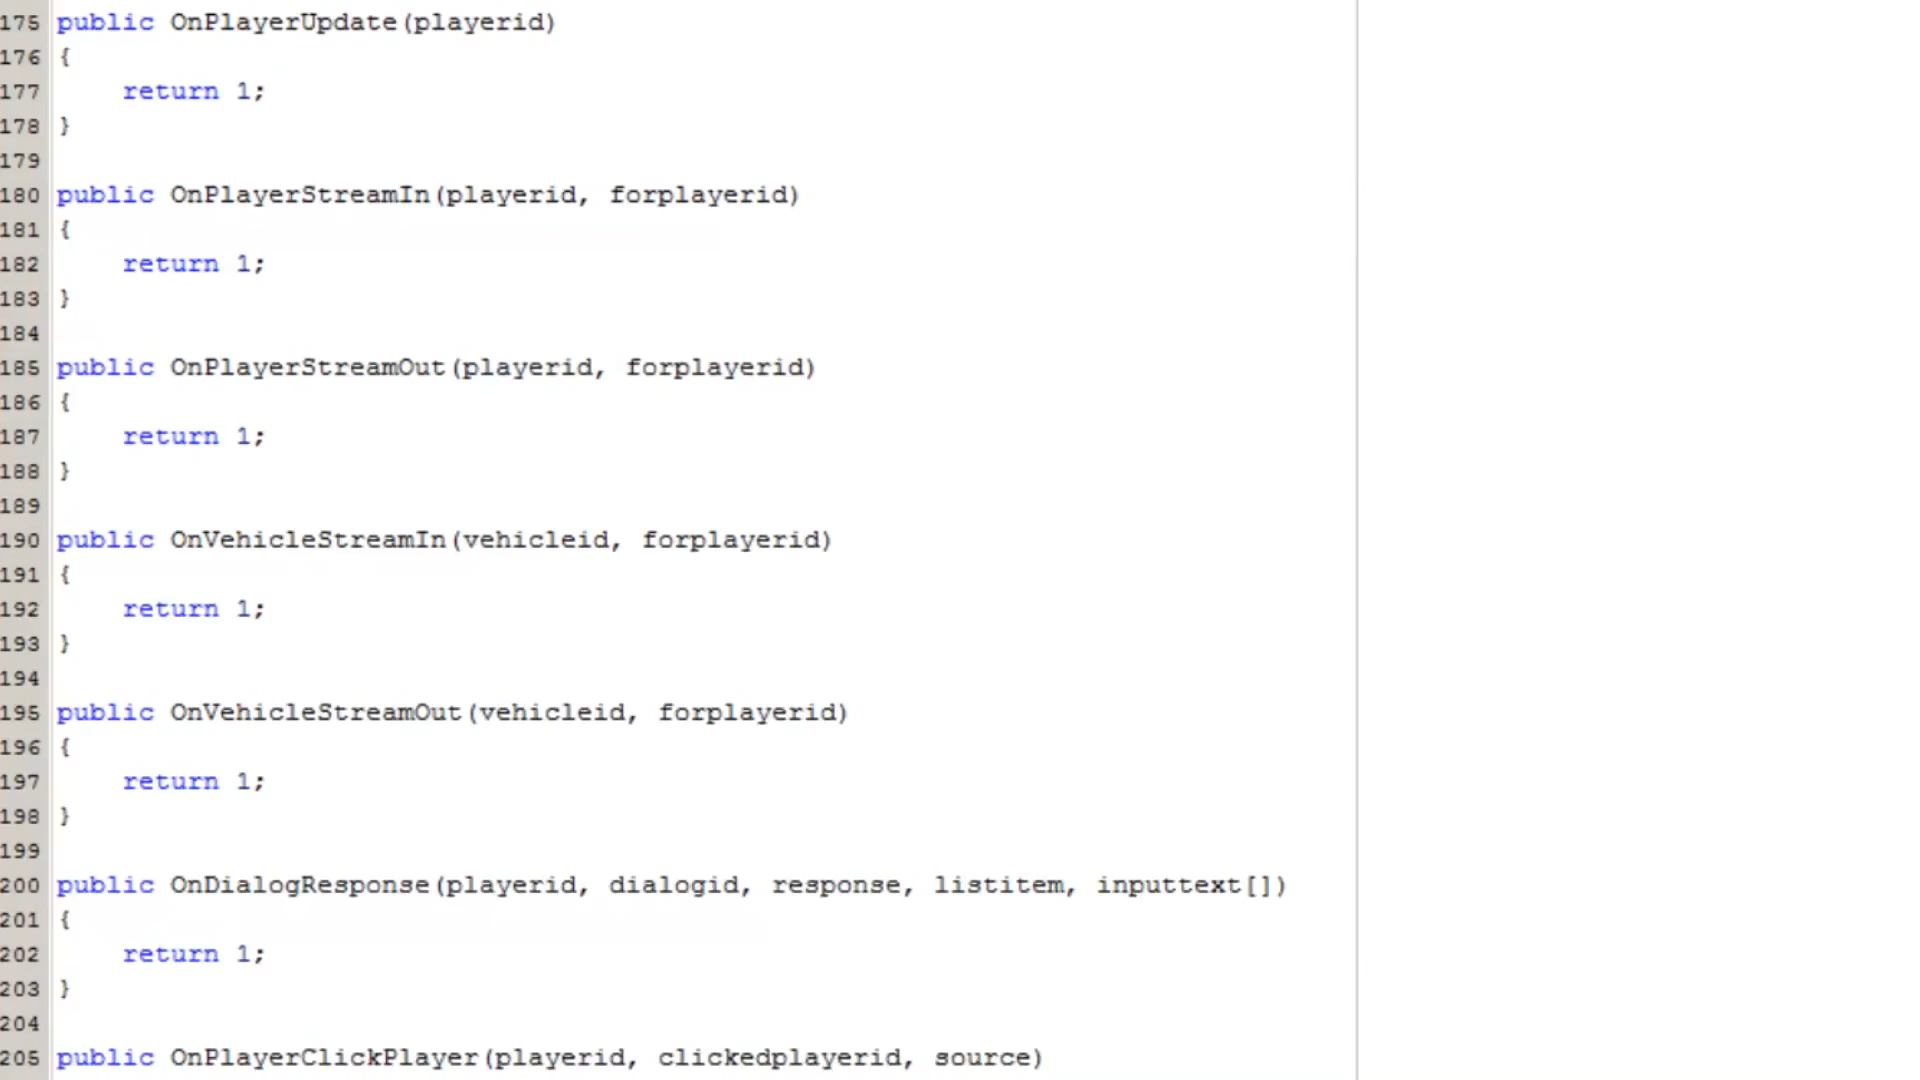 175 public OnPlayerUpdate(playerid)
176 {
177     return 1;
178 }
179
180 public OnPlayerStreamIn(playerid, forplayerid)
181 {
182     return 1;
183 }
184
185 public OnPlayerStreamOut(playerid, forplayerid)
186 {
187     return 1;
188 }
189
190 public OnVehicleStreamIn(vehicleid, forplayerid)
191 {
192     return 1;
193 }
194
195 public OnVehicleStreamOut(vehicleid, forplayerid)
196 {
197     return 1;
198 }
199
200 public OnDialogResponse(playerid, dialogid, response, listitem, inputtext[])
201 {
202     return 1;
203 }
204
205 public OnPlayerClickPlayer(playerid, clickedplayerid, source)